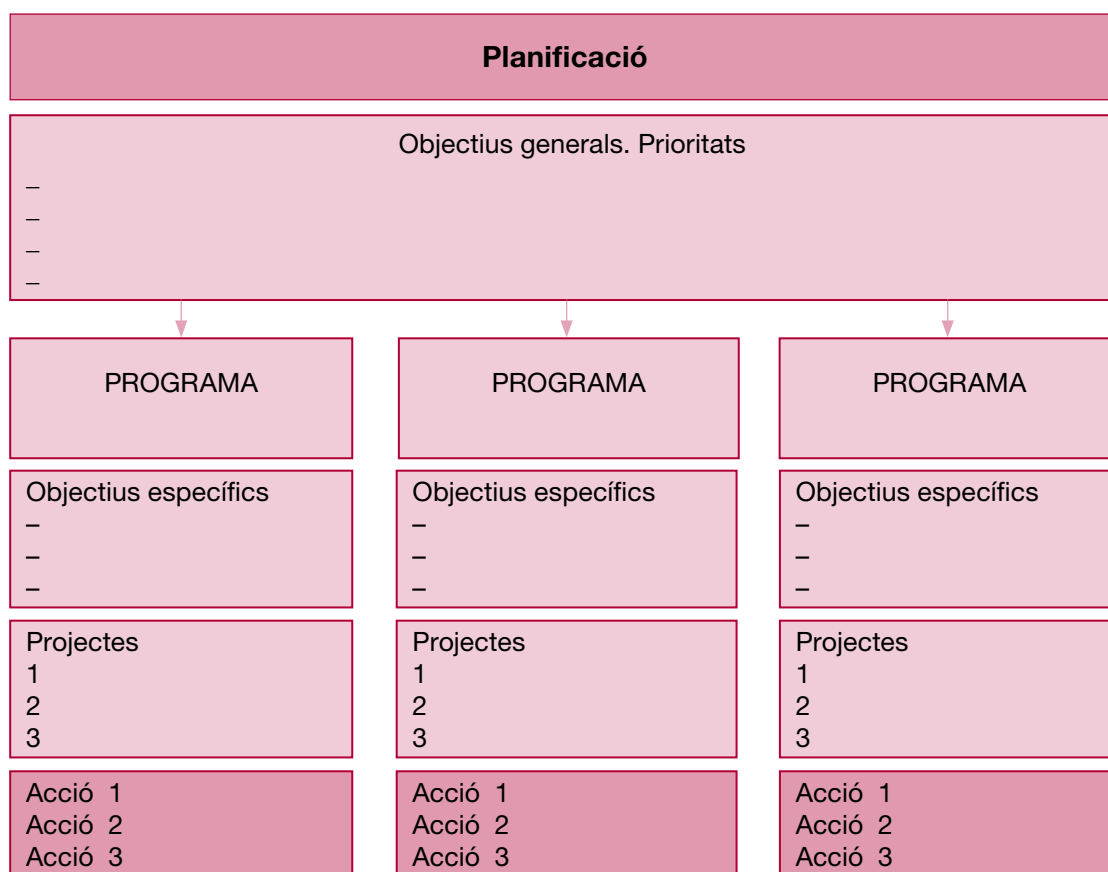 Planificació
Objectius generals. Prioritats
–
–
–
–
PROGRAMA
Objectius específics
–
–
–
Projectes
1
2
3
Acció 1
Acció 2
Acció 3
PROGRAMA
Objectius específics
–
–
–
Projectes
1
2
3
Acció 1
Acció 2
Acció 3
PROGRAMA
Objectius específics
–
–
–
Projectes
1
2
3
Acció 1
Acció 2
Acció 3